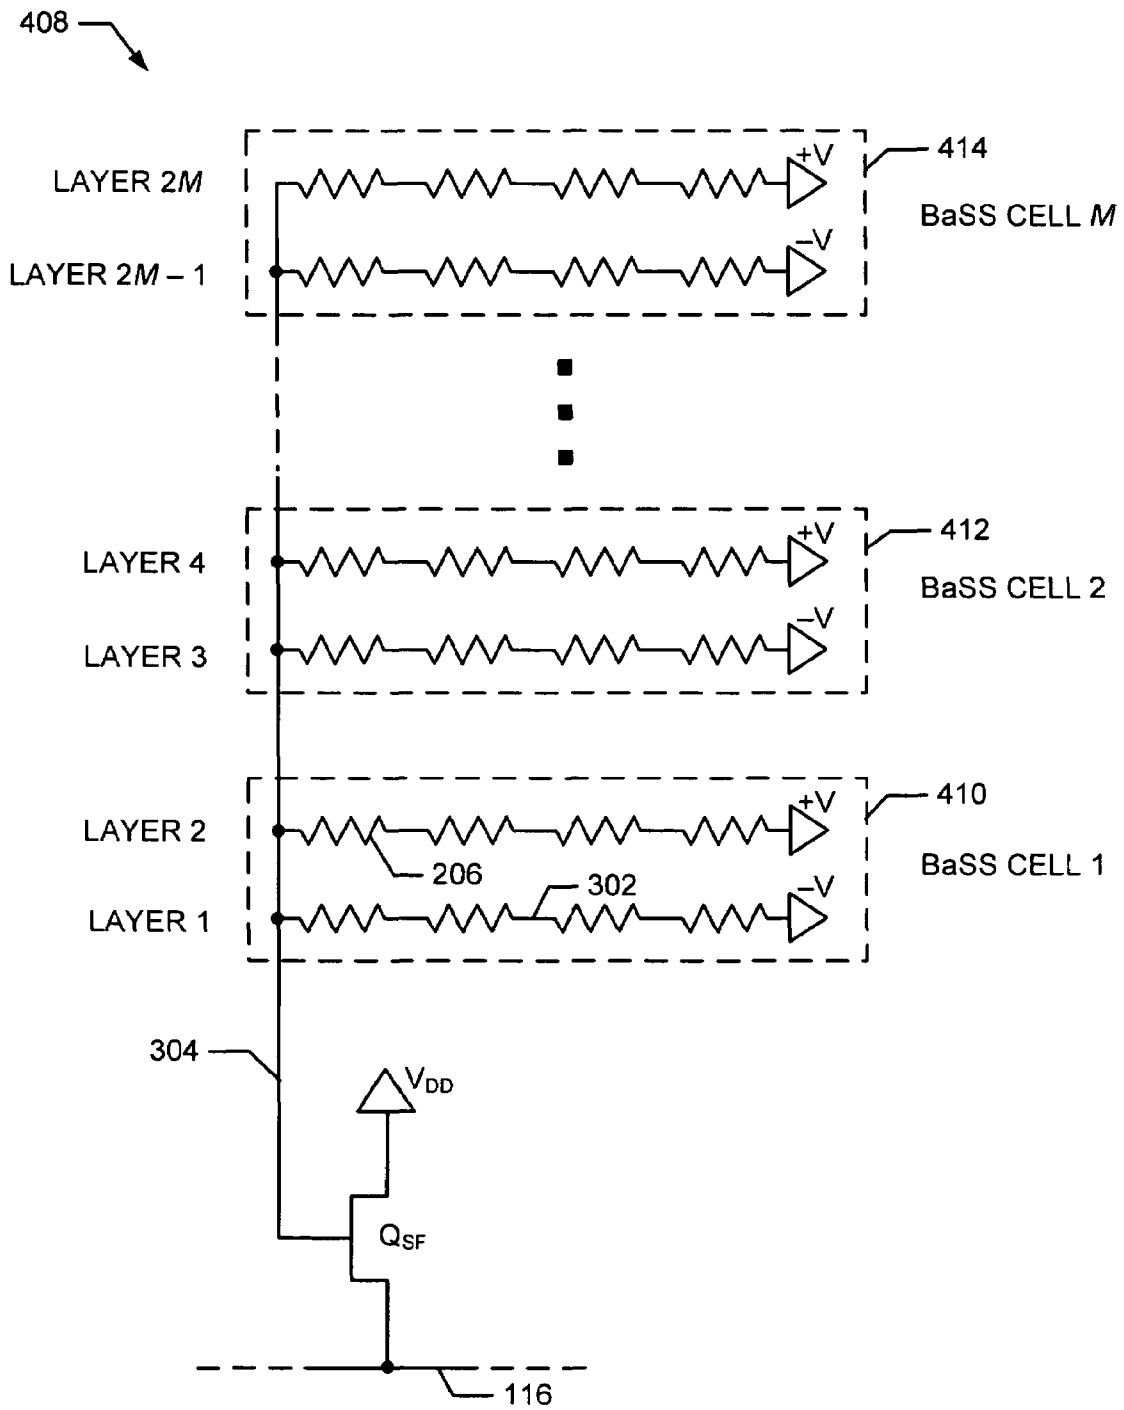 408
+V
414
LAYER 2M
BaSS CELL M
–V
LAYER 2M – 1
+V
412
LAYER 4
BaSS CELL 2
–V
LAYER 3
+V
410
LAYER 2
BaSS CELL 1
206
302
–V
LAYER 1
304
VDD
QSF
116